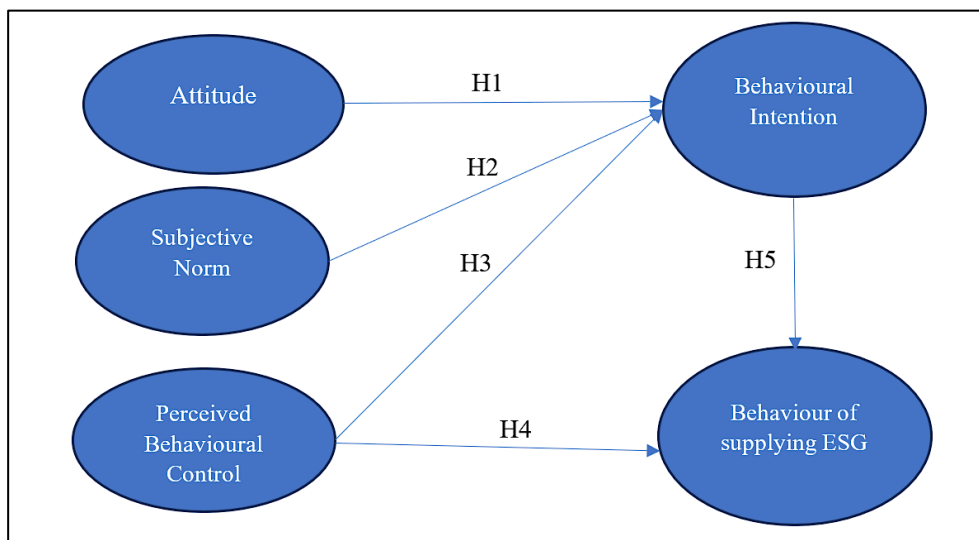 Attitude
H1
Behavioural
Intention
H2
Subjective
Norm
H3
H5
Perceived
Behavioural
Control
H4
Behaviour of
supplying ESG